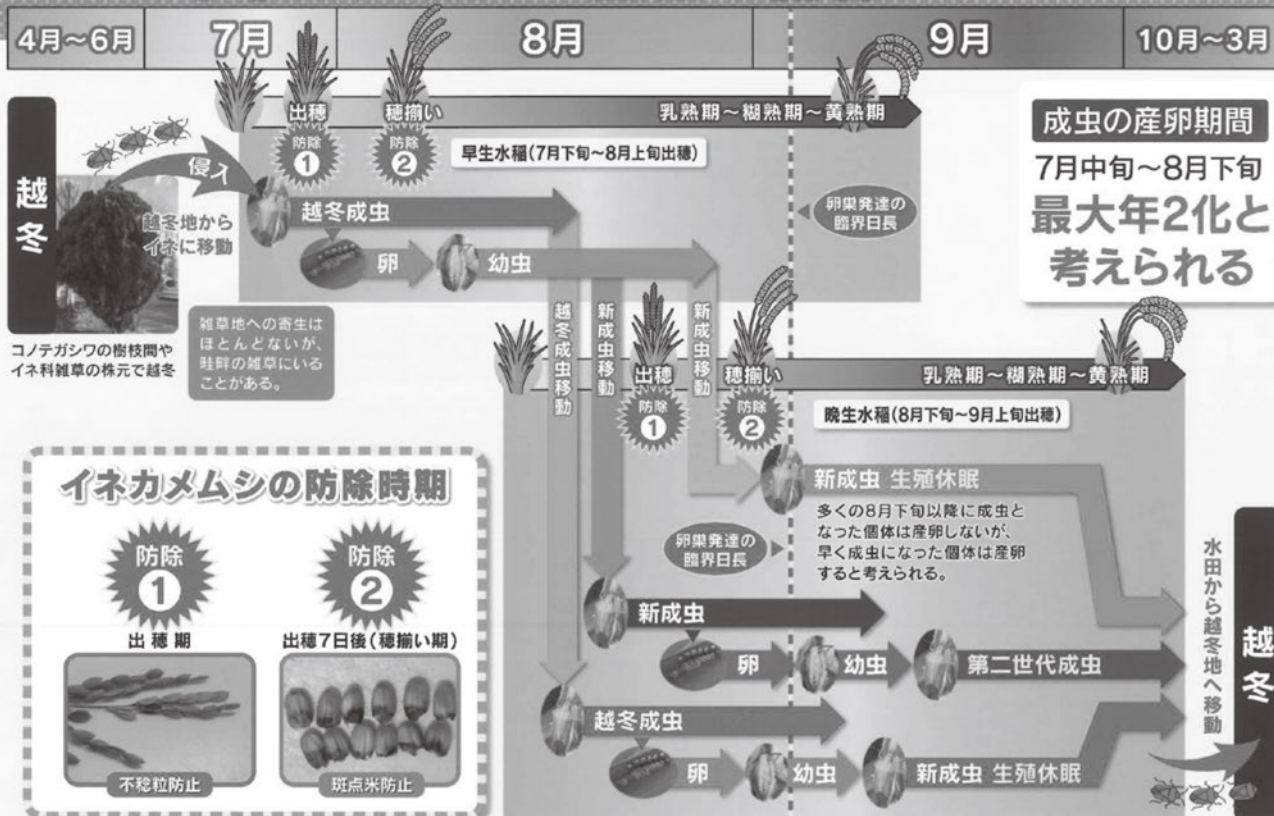 4月～6月
7月
8月
9月
10月～3月
出穂
穂揃い
乳熟期～糊熟期～黄熟期
防除
1
防除
2
早生水稲(7月下旬～8月上旬出穂)
成虫の産卵期間
7月中旬～8月下旬
最大年2化と
考えられる
越冬
侵入
越冬地から
イネに移動
越冬成虫
卵
幼虫
卵巣発達の
臨界日長
コノテガシワの樹枝間や
イネ科雑草の株元で越冬
雑草地への寄生は
ほとんどないが、
畦畔の雑草にいる
ことがある。
越冬成虫移動
新成虫移動
新成虫移動
出穂
穂揃い
乳熟期～糊熟期～黄熟期
防除
1
防除
2
晩生水稲(8月下旬～9月上旬出穂)
新成虫 生殖休眠
多くの8月下旬以降に成虫と
なった個体は産卵しないが、
早く成虫になった個体は産卵
すると考えられる。
卵巣発達の
臨界日長
新成虫
卵
幼虫
第二世代成虫
越冬成虫
卵
幼虫
新成虫 生殖休眠
水田から越冬地へ移動
越冬
イネカメムシの防除時期
防除
1
出穂期
不稔粒防止
防除
2
出穂7日後(穂揃い期)
斑点米防止